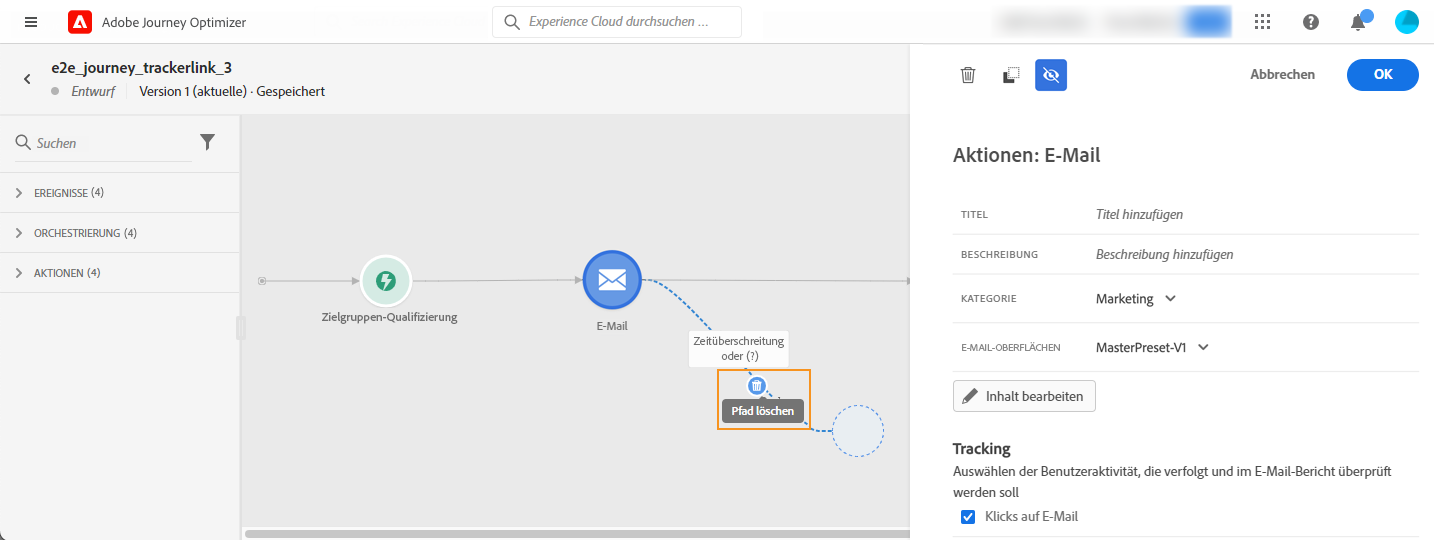 Adobe Journey Optimizer
Experience Cloud durchsuchen ...
e2e_journey_trackerlink_3
Entwurf
Version 1 (aktuelle) · Gespeichert
Abbrechen
OK
Suchen
EREIGNISSE (4)
ORCHESTRIERUNG (4)
AKTIONEN (4)
Zielgruppen-Qualifizierung
E-Mail
Zeitüberschreitung
oder (?)
Pfad löschen
Aktionen: E-Mail
TITEL
Titel hinzufügen
BESCHREIBUNG
Beschreibung hinzufügen
KATEGORIE
Marketing
E-MAIL-OBERFLÄCHEN
MasterPreset-V1
Inhalt bearbeiten
Tracking
Auswählen der Benutzeraktivität, die verfolgt und im E-Mail-Bericht überprüft
werden soll
Klicks auf E-Mail